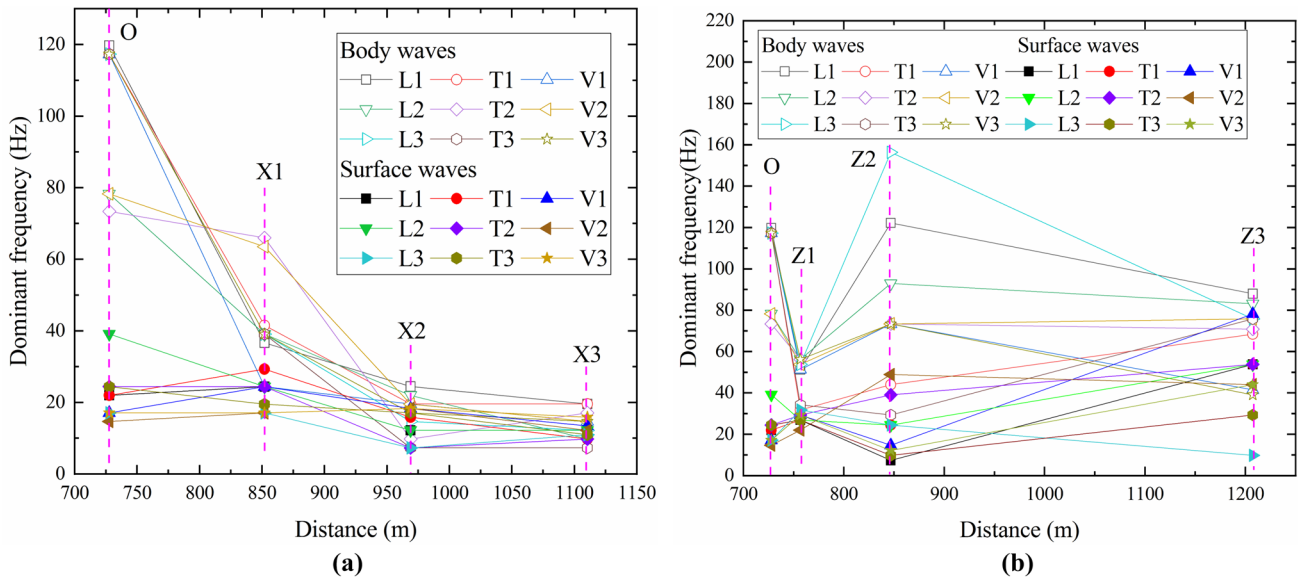 120
100
80
60
40
20
0
Dominant frequency (Hz)
O
X1
X2
X3
Body waves
L1 T1 V1
L2 T2 V2
L3 T3 V3
Surface waves
L1 T1 V1
L2 T2 V2
L3 T3 V3
700 750 800 850 900 950 1000 1050 1100 1150
Distance (m)
(a)
220
200
180
160
140
120
100
80
60
40
20
0
Dominant frequency(Hz)
Body waves Surface waves
L1 T1 V1 L1 T1 V1
L2 T2 V2 L2 T2 V2
L3 T3 V3 L3 T3 V3
O
Z1
Z2
Z3
700 800 900 1000 1100 1200
Distance (m)
(b)